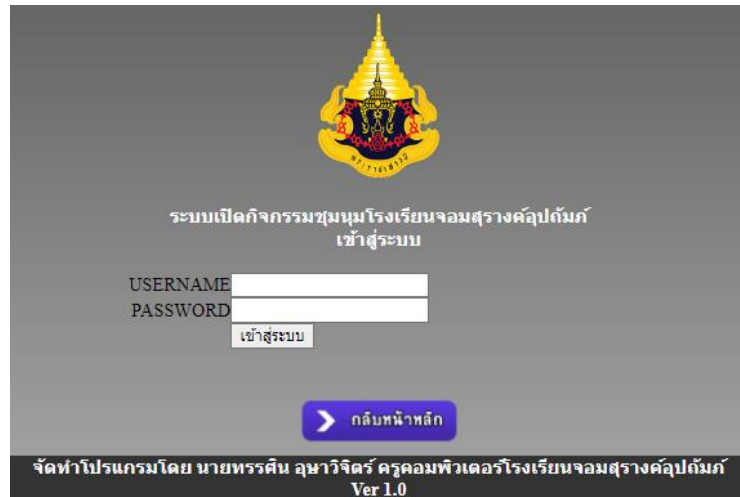 ระบบเปิดกิจกรรมชุมนุมโรงเรียนจอมสุรางค์อุปถัมภ์
เข้าสู่ระบบ
USERNAME
PASSWORD
เข้าสู่ระบบ
กลับหน้าหลัก
จัดทำโปรแกรมโดย นายทรรศิน อุษาวิจิตร์ ครูคอมพิวเตอร์โรงเรียนจอมสุรางค์อุปถัมภ์
Ver 1.0